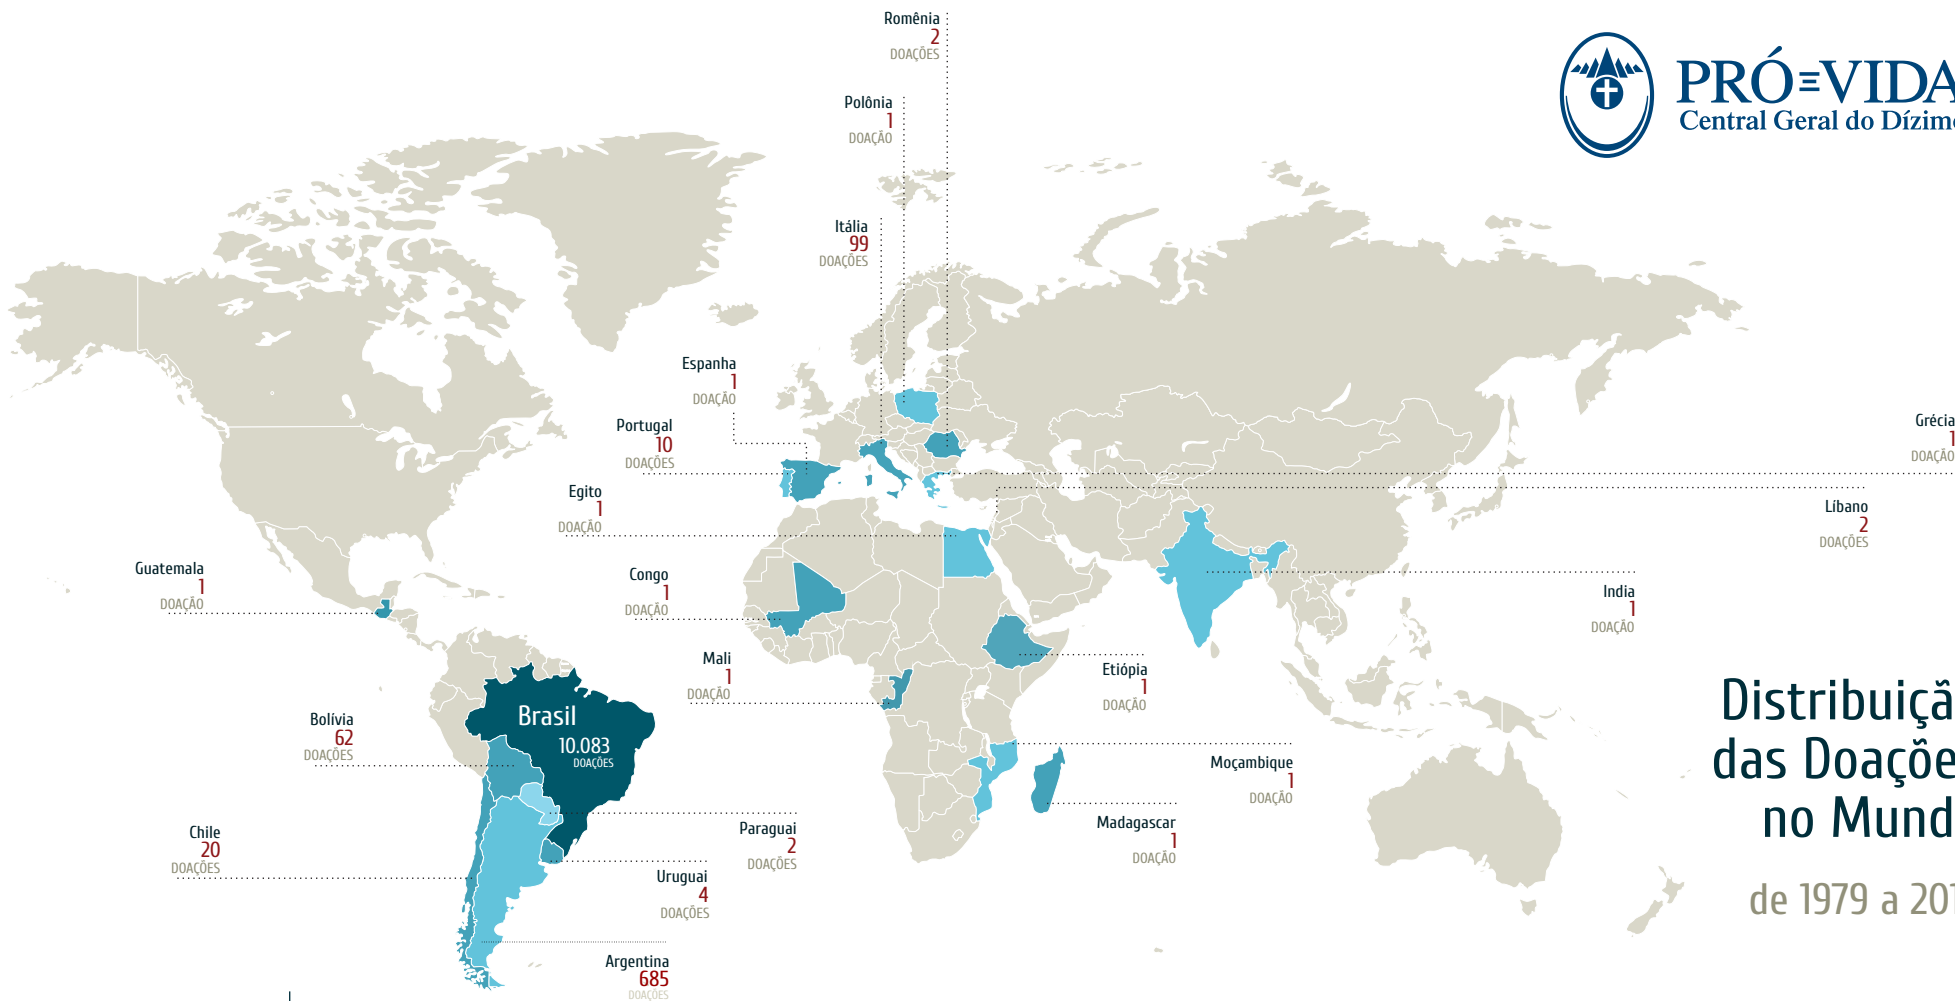 Romênia
2
DOAÇÕES
PRÓ=VIDA
Central Geral do Dízimo
Polônia
1
DOAÇÃO
Itália
99
DOAÇÕES
Espanha
1
DOAÇÃO
Portugal
10
DOAÇÕES
Grécia
1
DOAÇÃO
Egito
1
DOAÇÃO
Líbano
2
DOAÇÕES
Guatemala
1
DOAÇÃO
Congo
1
DOAÇÃO
India
1
DOAÇÃO
Mali
1
DOAÇÃO
Etiópia
1
DOAÇÃO
Brasil
10.083
DOAÇÕES
Bolívia
62
DOAÇÕES
Moçambique
1
DOAÇÃO
Madagascar
1
DOAÇÃO
Chile
20
DOAÇÕES
Paraguai
2
DOAÇÕES
Uruguai
4
DOAÇÕES
Argentina
685
DOAÇÕES
Distribuiçã
das Doaçõe
no Mund
de 1979 a 201